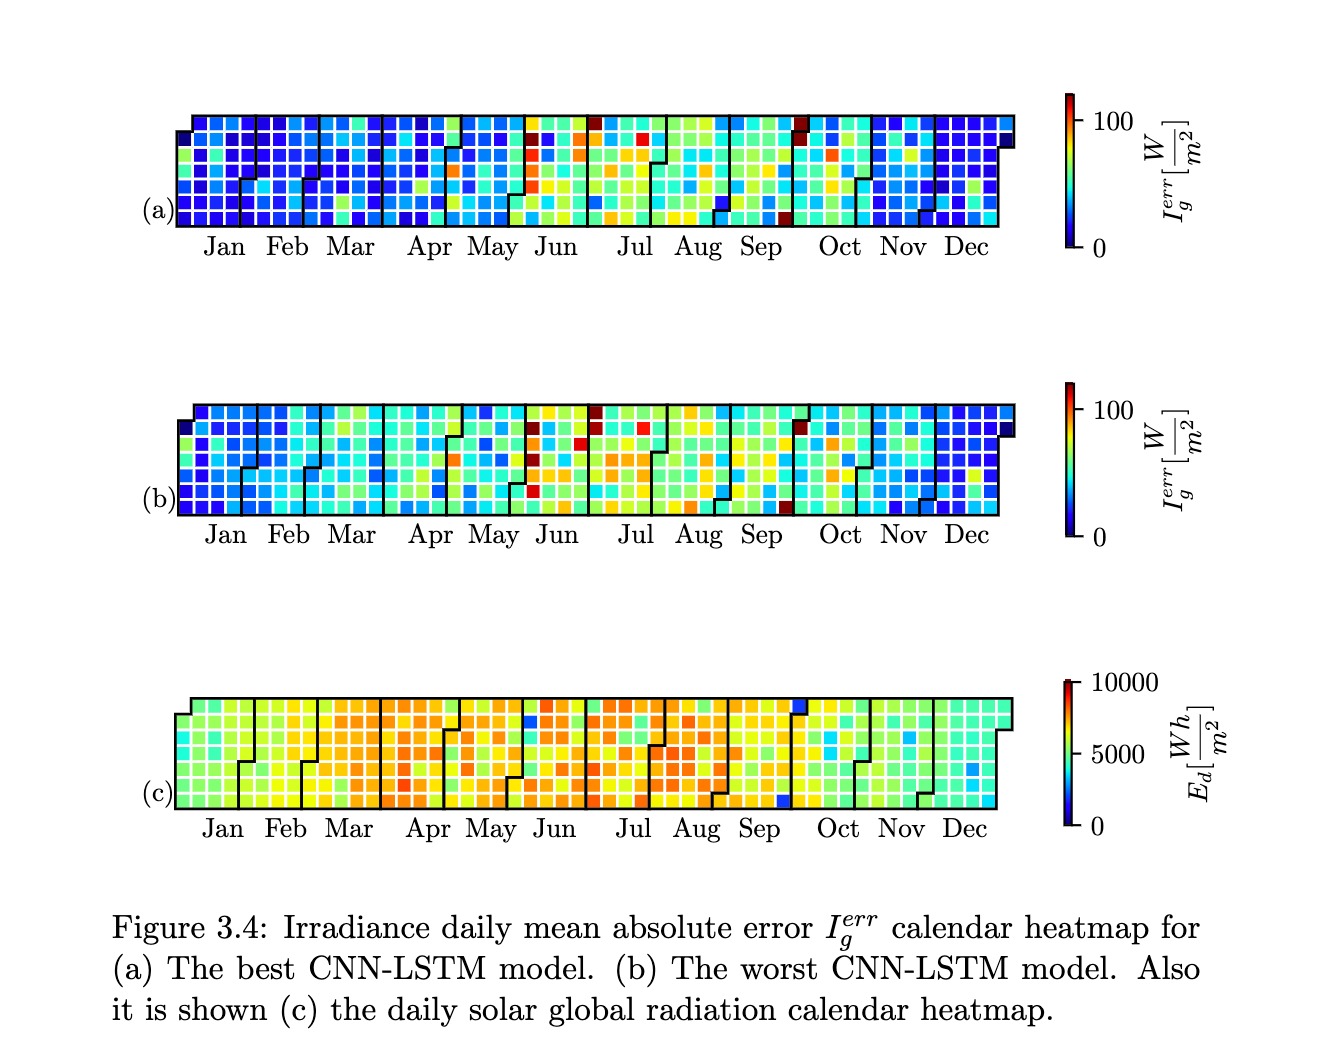 (a)
Jan Feb Mar Apr May Jun Jul Aug Sep Oct Nov Dec
100
0
I_g^{err}[\frac{W}{m^2}]
(b)
Jan Feb Mar Apr May Jun Jul Aug Sep Oct Nov Dec
100
0
I_g^{err}[\frac{W}{m^2}]
(c)
Jan Feb Mar Apr May Jun Jul Aug Sep Oct Nov Dec
10000
5000
0
E_d[\frac{Wh}{m^2}]
Figure 3.4: Irradiance daily mean absolute error I_g^{err} calendar heatmap for
(a) The best CNN-LSTM model. (b) The worst CNN-LSTM model. Also
it is shown (c) the daily solar global radiation calendar heatmap.